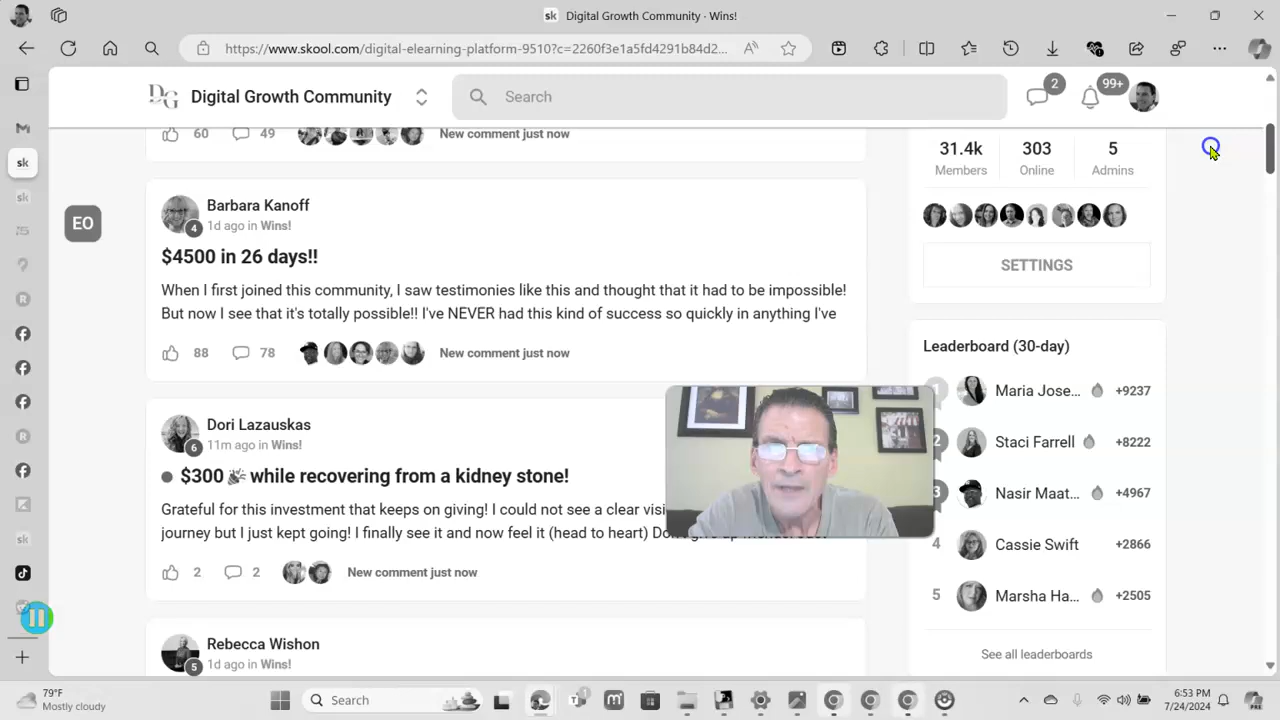 sk Digital Growth Community · Wins!
https://www.skool.com/digital-elearning-platform-9510?c=2260f3e1a5fd4291b84d2...
DG Digital Growth Community
Search
2
99+
60 49 New comment just now
31.4k 303 5
Members Online Admins
SETTINGS
EO
Barbara Kanoff
4 1d ago in Wins!
$4500 in 26 days!!
When I first joined this community, I saw testimonies like this and thought that it had to be impossible!
But now I see that it's totally possible!! I've NEVER had this kind of success so quickly in anything I've
88 78 New comment just now
Leaderboard (30-day)
1 Maria Jose... +9237
2 Staci Farrell +8222
3 Nasir Maat... +4967
4 Cassie Swift +2866
5 Marsha Ha... +2505
See all leaderboards
Dori Lazauskas
6 11m ago in Wins!
$300 🎉 while recovering from a kidney stone!
Grateful for this investment that keeps on giving! I could not see a clear visi
journey but I just kept going! I finally see it and now feel it (head to heart)
2 2 New comment just now
Rebecca Wishon
5 1d ago in Wins!
79°F
Mostly cloudy
Search
6:53 PM
7/24/2024